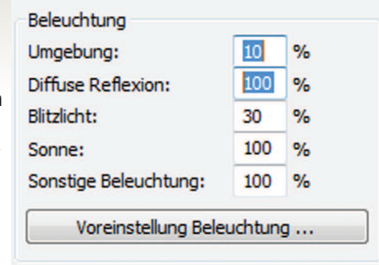 Beleuchtung
Umgebung: 10 %
Diffuse Reflexion: 100 %
Blitzlicht: 30 %
Sonne: 100 %
Sonstige Beleuchtung: 100 %
Voreinstellung Beleuchtung ...